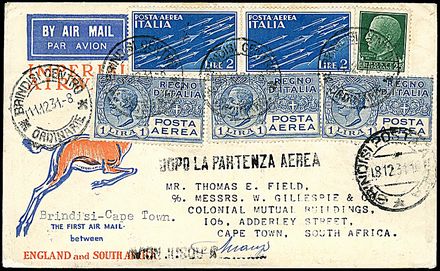 BY AIR MAIL
PAR AVION
POSTA AEREA
ITALIA
LIRE 2
POSTA AEREA
ITALIA
LIRE 2
BRINDISI CENTRO
11.12.31-8
ORDINARIE
REGNO D'ITALIA
1 LIRA 1
POSTA AEREA
REGNO D'ITALIA
1 LIRA 1
POSTA AEREA
REGNO D'ITALIA
1 LIRA 1
POSTA AEREA
DOPO LA PARTENZA AEREA
MR. THOMAS E. FIELD,
%. MESSRS. W. GILLESPIE & CO.
COLONIAL MUTUAL BUILDINGS,
106, ADDERLEY STREET,
CAPE TOWN, SOUTH AFRICA.
Brindisi-Cape Town.
THE FIRST AIR MAIL
between
ENGLAND and SOUTH AFRICA